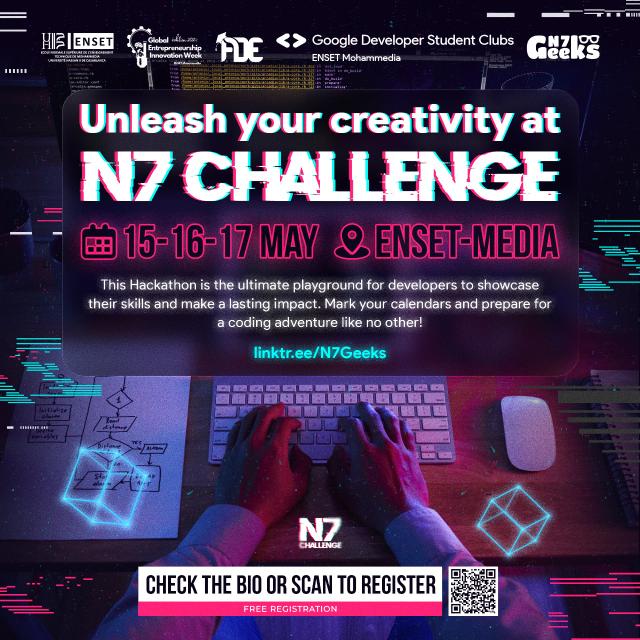 ENSET
Global
Entrepreneurship
Innovation Week
ADE
<> Google Developer Student Clubs
ENSET Mohammedia
N7
Geeks
Unleash your creativity at
N7 CHALLENGE
15-16-17 MAY ENSET-MEDIA
This Hackathon is the ultimate playground for developers to showcase
their skills and make a lasting impact. Mark your calendars and prepare for
a coding adventure like no other!
linktr.ee/N7Geeks
N7
CHALLENGE
CHECK THE BIO OR SCAN TO REGISTER
FREE REGISTRATION